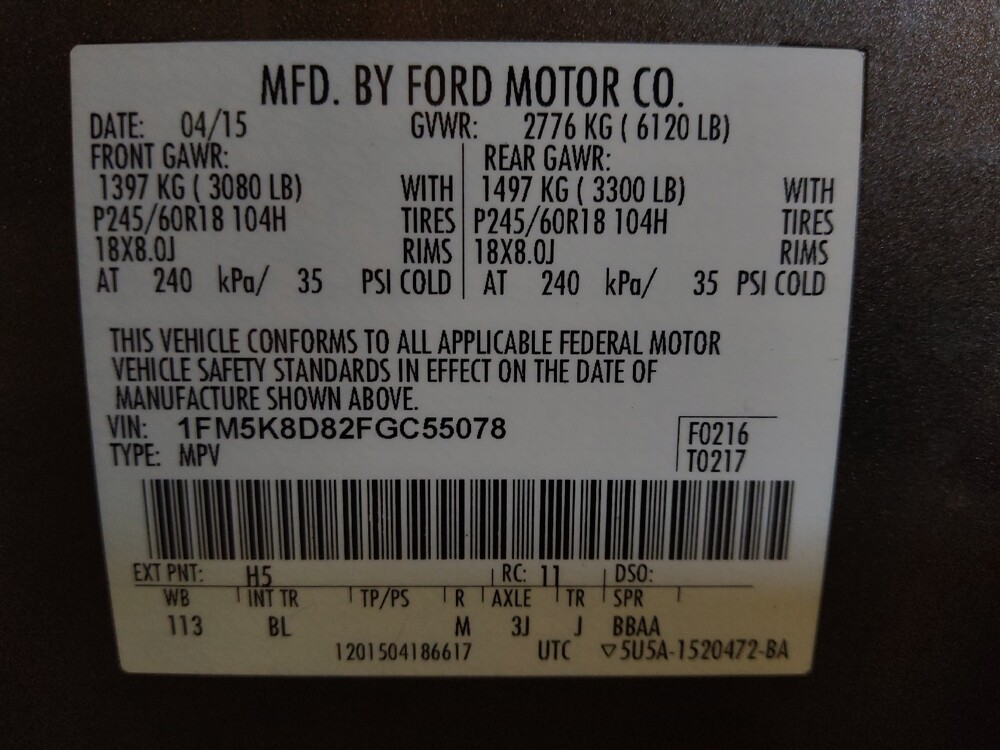 MFD. BY FORD MOTOR CO.
DATE: 04/15 GVWR: 2776 KG ( 6120 LB)
FRONT GAWR: REAR GAWR:
1397 KG ( 3080 LB) WITH 1497 KG ( 3300 LB) WITH
P245/60R18 104H TIRES P245/60R18 104H TIRES
18X8.0J RIMS 18X8.0J RIMS
AT 240 kPa/ 35 PSI COLD AT 240 kPa/ 35 PSI COLD
THIS VEHICLE CONFORMS TO ALL APPLICABLE FEDERAL MOTOR
VEHICLE SAFETY STANDARDS IN EFFECT ON THE DATE OF
MANUFACTURE SHOWN ABOVE.
VIN: 1FM5K8D82FGC55078 F0216
TYPE: MPV T0217
EXT PNT: H5 RC: 11 DSO:
WB INT TR TP/PS R AXLE TR SPR
113 BL M 3J J BBAA
1201504186617 UTC ▽5U5A-1520472-BA